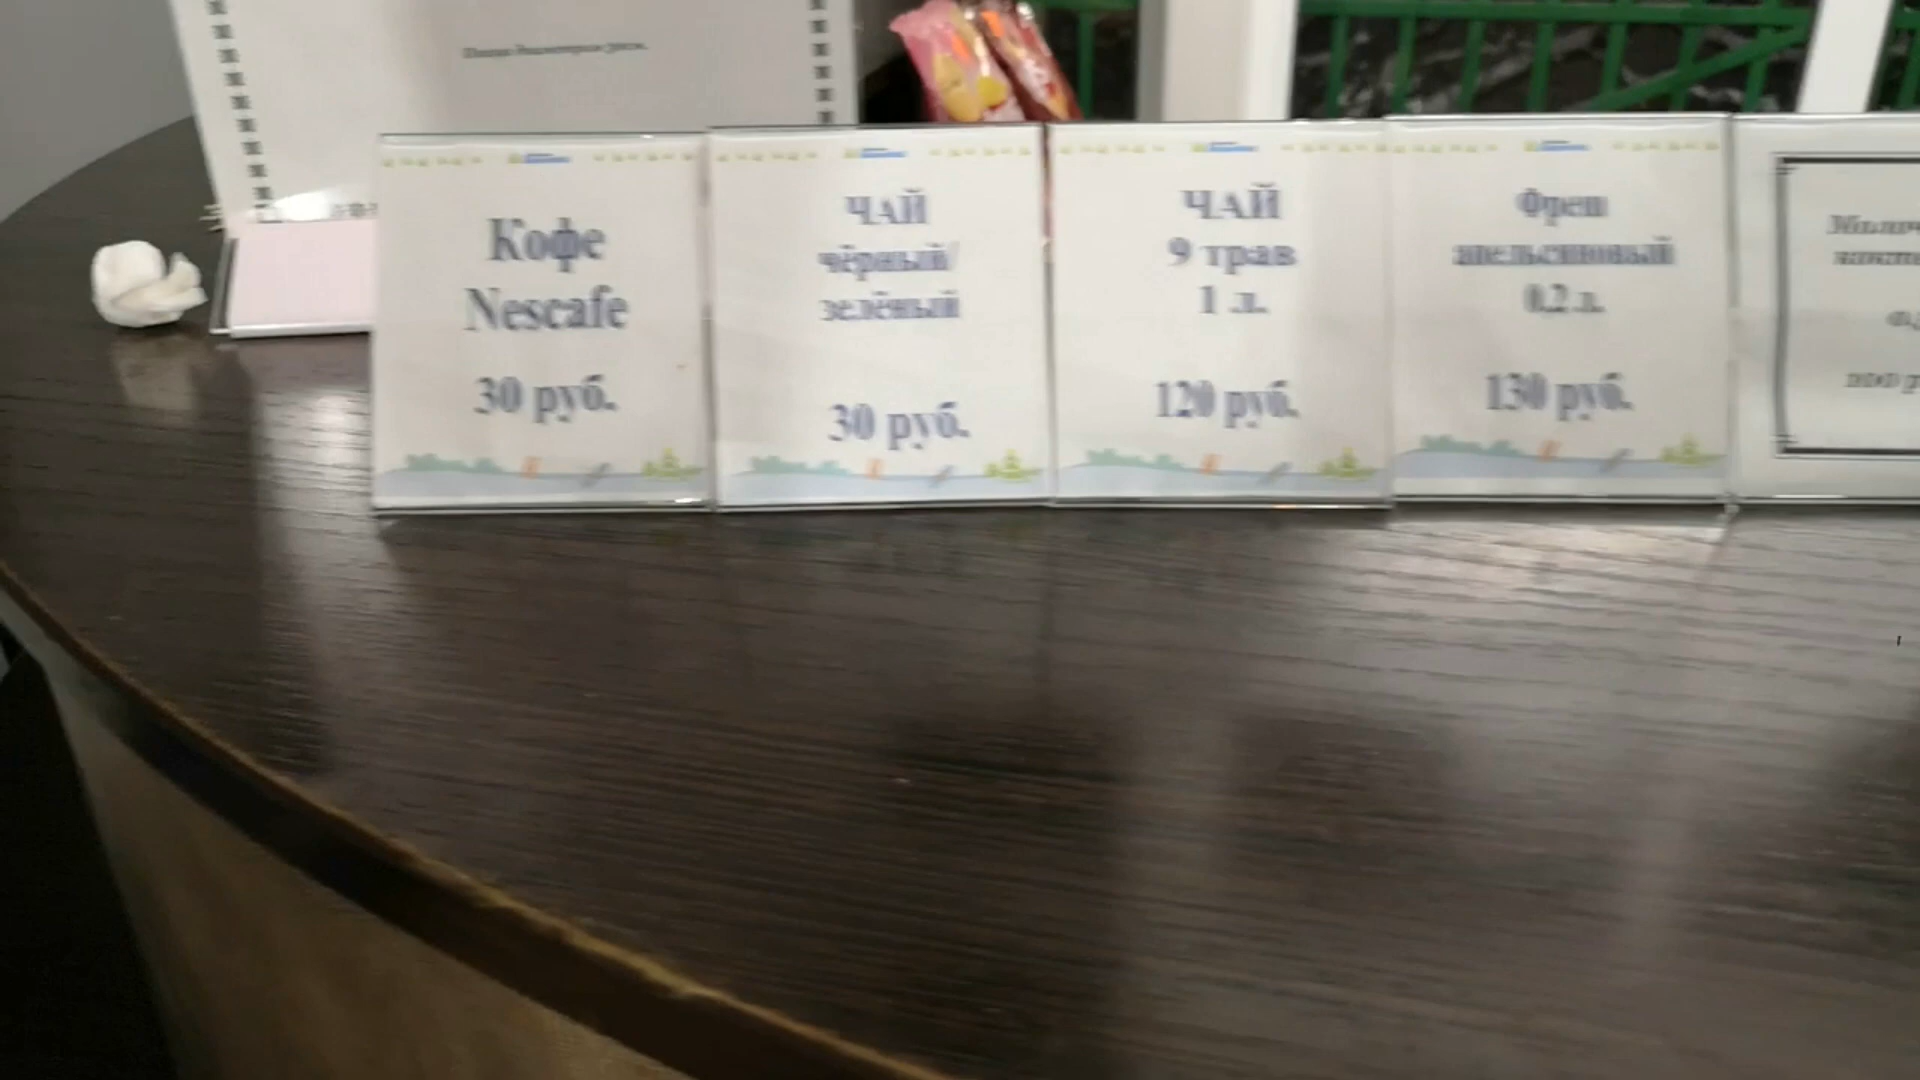 Кофе
Nescafe
30 руб.
ЧАЙ
чёрный/
зелёный
30 руб.
ЧАЙ
9 трав
1 л.
120 руб.
Фреш
апельсиновый
0.2 л.
130 руб.